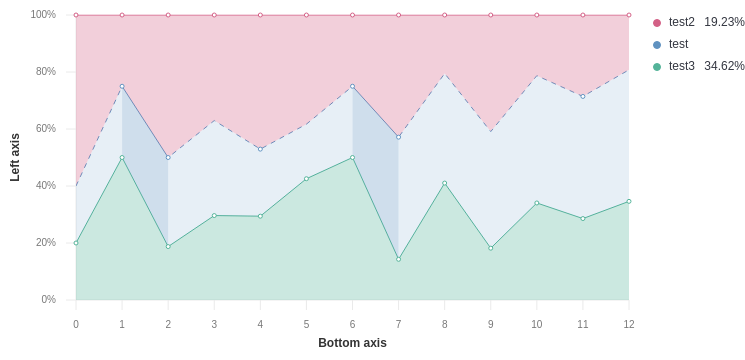 100%
80%
60%
40%
20%
0%
Left axis
0 1 2 3 4 5 6 7 8 9 10 11 12
Bottom axis
test2 19.23%
test
test3 34.62%